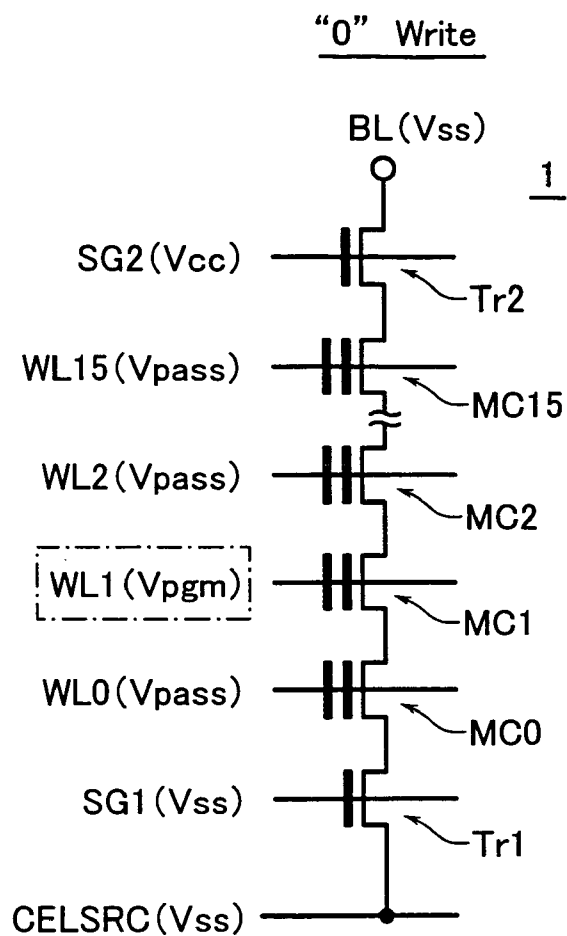 “0” Write
BL(Vss)
1
SG2(Vcc)
Tr2
WL15(Vpass)
MC15
WL2(Vpass)
MC2
WL1(Vpgm)
MC1
WL0(Vpass)
MC0
SG1(Vss)
Tr1
CELSRC(Vss)